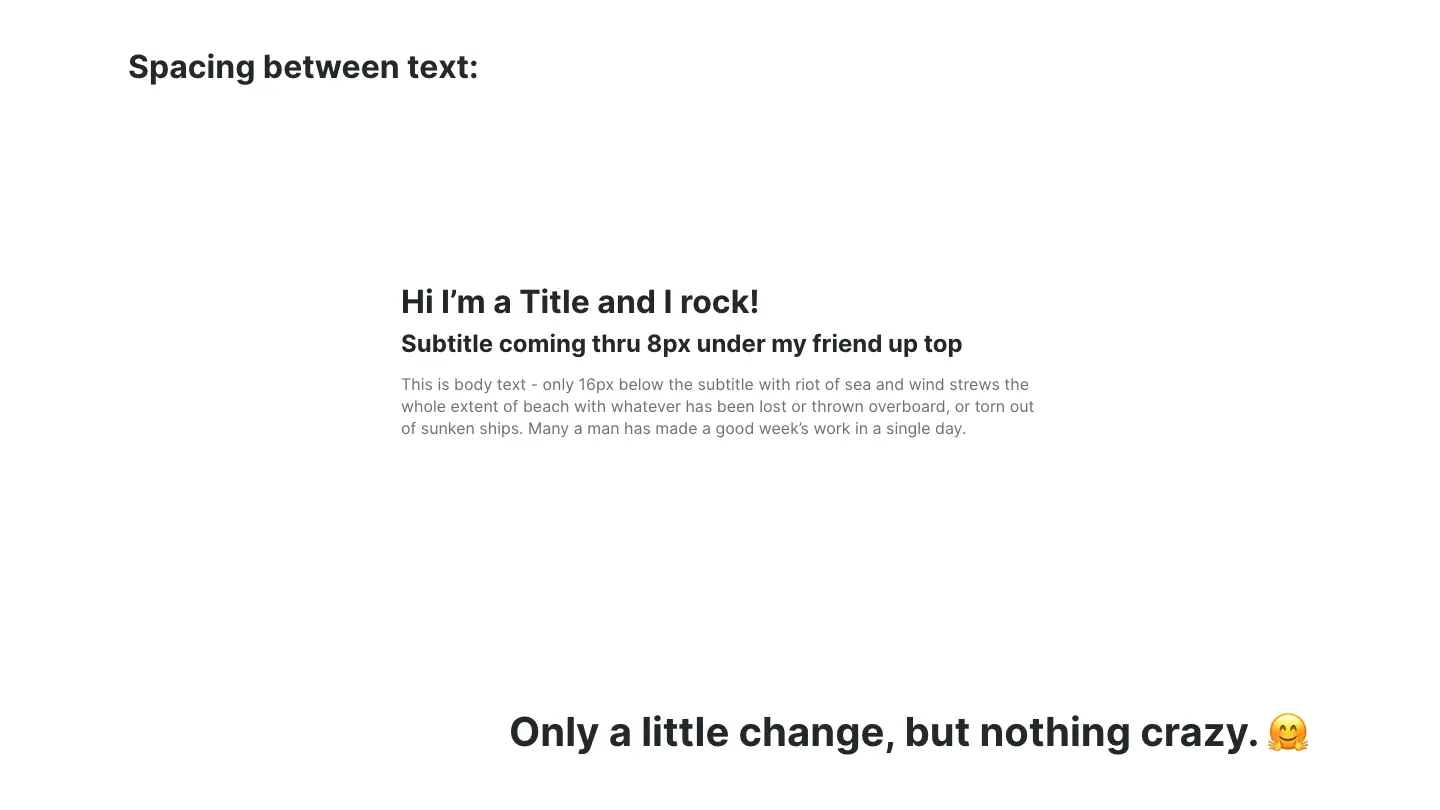 Spacing between text:
Hi I’m a Title and I rock!
Subtitle coming thru 8px under my friend up top
This is body text - only 16px below the subtitle with riot of sea and wind strews the
whole extent of beach with whatever has been lost or thrown overboard, or torn out
of sunken ships. Many a man has made a good week’s work in a single day.
Only a little change, but nothing crazy. 🤗